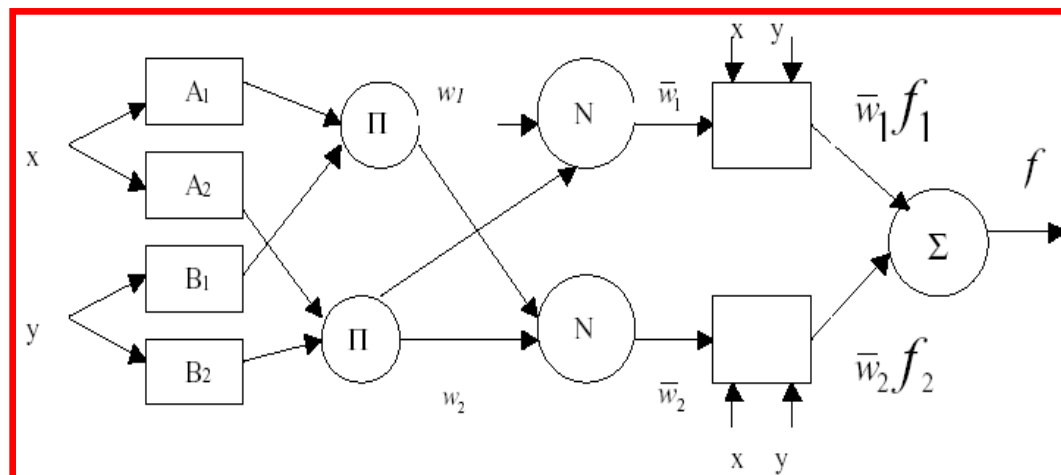 x y
A₁
w₁
w̄₁
w̄₁f₁
Π
N
x
A₂
f
B₁
Σ
y
Π
N
B₂
w₂
w̄₂
w̄₂f₂
x y